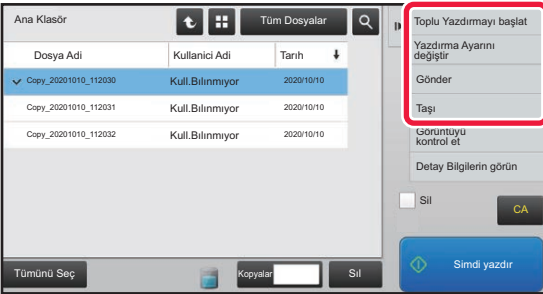 Ana Klasör
Tüm Dosyalar
Dosya Adi
Kullanici Adi
Tarıh
Copy_20201010_112030
Kull.Bılınmıyor
2020/10/10
Copy_20201010_112031
Kull.Bılınmıyor
2020/10/10
Copy_20201010_112032
Kull.Bılınmıyor
2020/10/10
Tümünü Seç
Kopyalar
Sıl
Toplu Yazdırmayı başlat
Yazdırma Ayarını
değiştir
Gönder
Taşı
Görüntüyü
kontrol et
Detay Bilgilerin görün
Sil
CA
Simdi yazdır